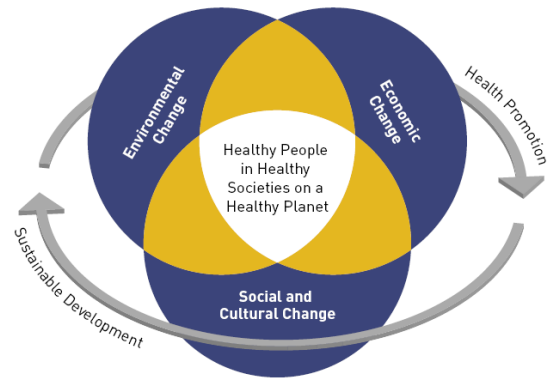 Environmental
Change
Economic
Change
Health Promotion
Healthy People
in Healthy
Societies on a
Healthy Planet
Sustainable Development
Social and
Cultural Change